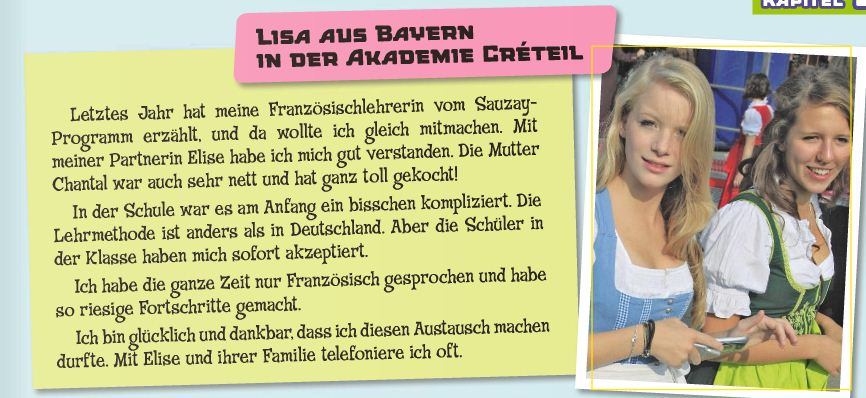 KAPITEL
LISA AUS BAYERN
IN DER AKADEMIE CRÉTEIL
Letztes Jahr hat meine Französischlehrerin vom Sauzay-
Programm erzählt, und da wollte ich gleich mitmachen. Mit
meiner Partnerin Elise habe ich mich gut verstanden. Die Mutter
Chantal war auch sehr nett und hat ganz toll gekocht!
In der Schule war es am Anfang ein bisschen kompliziert. Die
Lehrmethode ist anders als in Deutschland. Aber die Schüler in
der Klasse haben mich sofort akzeptiert.
Ich habe die ganze Zeit nur Französisch gesprochen und habe
so riesige Fortschritte gemacht.
Ich bin glücklich und dankbar, dass ich diesen Austausch machen
durfte. Mit Elise und ihrer Familie telefoniere ich oft.